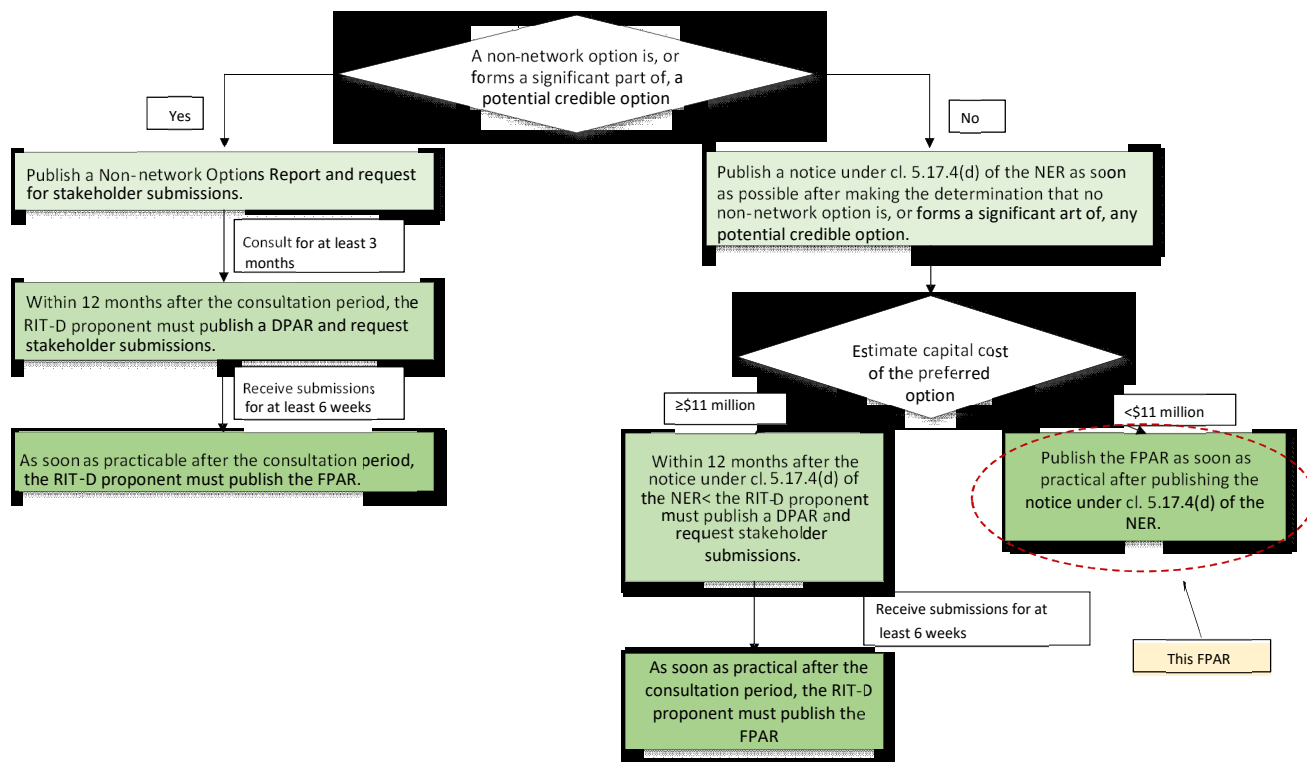 A non-network option is, or
forms a significant part of, a
potential credible option
Yes
No
Publish a Non-network Options Report and request
for stakeholder submissions.
Publish a notice under cl. 5.17.4(d) of the NER as soon
as possible after making the determination that no
non-network option is, or forms a significant art of, any
potential credible option.
Consult for at least 3
months
Within 12 months after the consultation period, the
RIT-D proponent must publish a DPAR and request
stakeholder submissions.
Estimate capital cost
of the preferred
option
Receive submissions
for at least 6 weeks
≥$11 million
<$11 million
As soon as practicable after the consultation period,
the RIT-D proponent must publish the FPAR.
Within 12 months after the
notice under cl. 5.17.4(d) of
the NER< the RIT-D proponent
must publish a DPAR and
request stakeholder
submissions.
Publish the FPAR as soon as
practical after publishing the
notice under cl. 5.17.4(d) of the
NER.
Receive submissions for at
least 6 weeks
This FPAR
As soon as practical after the
consultation period, the RIT-D
proponent must publish the
FPAR